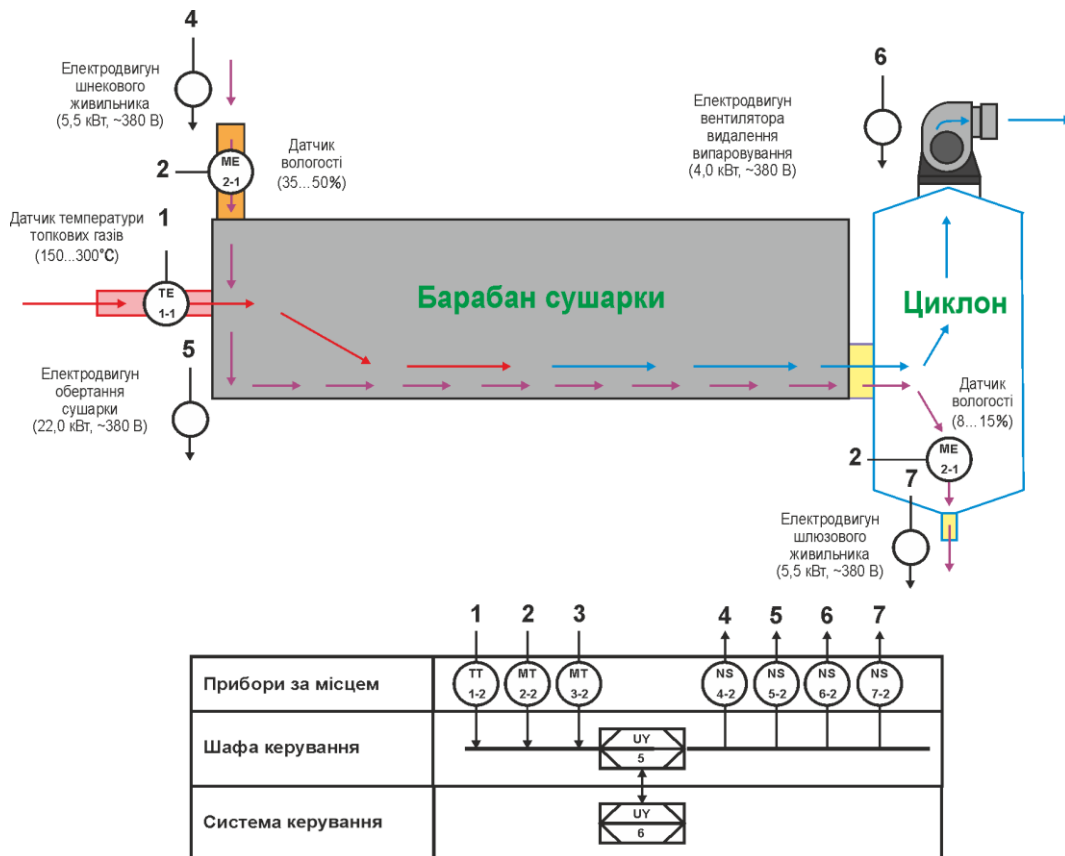 4
Електродвигун
шнекового
живильника
(5,5 кВт, ~380 В)
2
ME
2-1
Датчик
вологості
(35...50%)
6
Електродвигун
вентилятора
видалення
випаровування
(4,0 кВт, ~380 В)
1
Датчик температури
топкових газів
(150...300°C)
TE
1-1
Барабан сушарки
Циклон
5
Електродвигун
обертання
сушарки
(22,0 кВт, ~380 В)
Датчик
вологості
(8...15%)
2
ME
2-1
7
Електродвигун
шлюзового
живильника
(5,5 кВт, ~380 В)
1 2 3 4 5 6 7
Прибори за місцем
TT MT MT NS NS NS NS
1-2 2-2 3-2 4-2 5-2 6-2 7-2
Шафа керування
UY
5
Система керування
UY
6